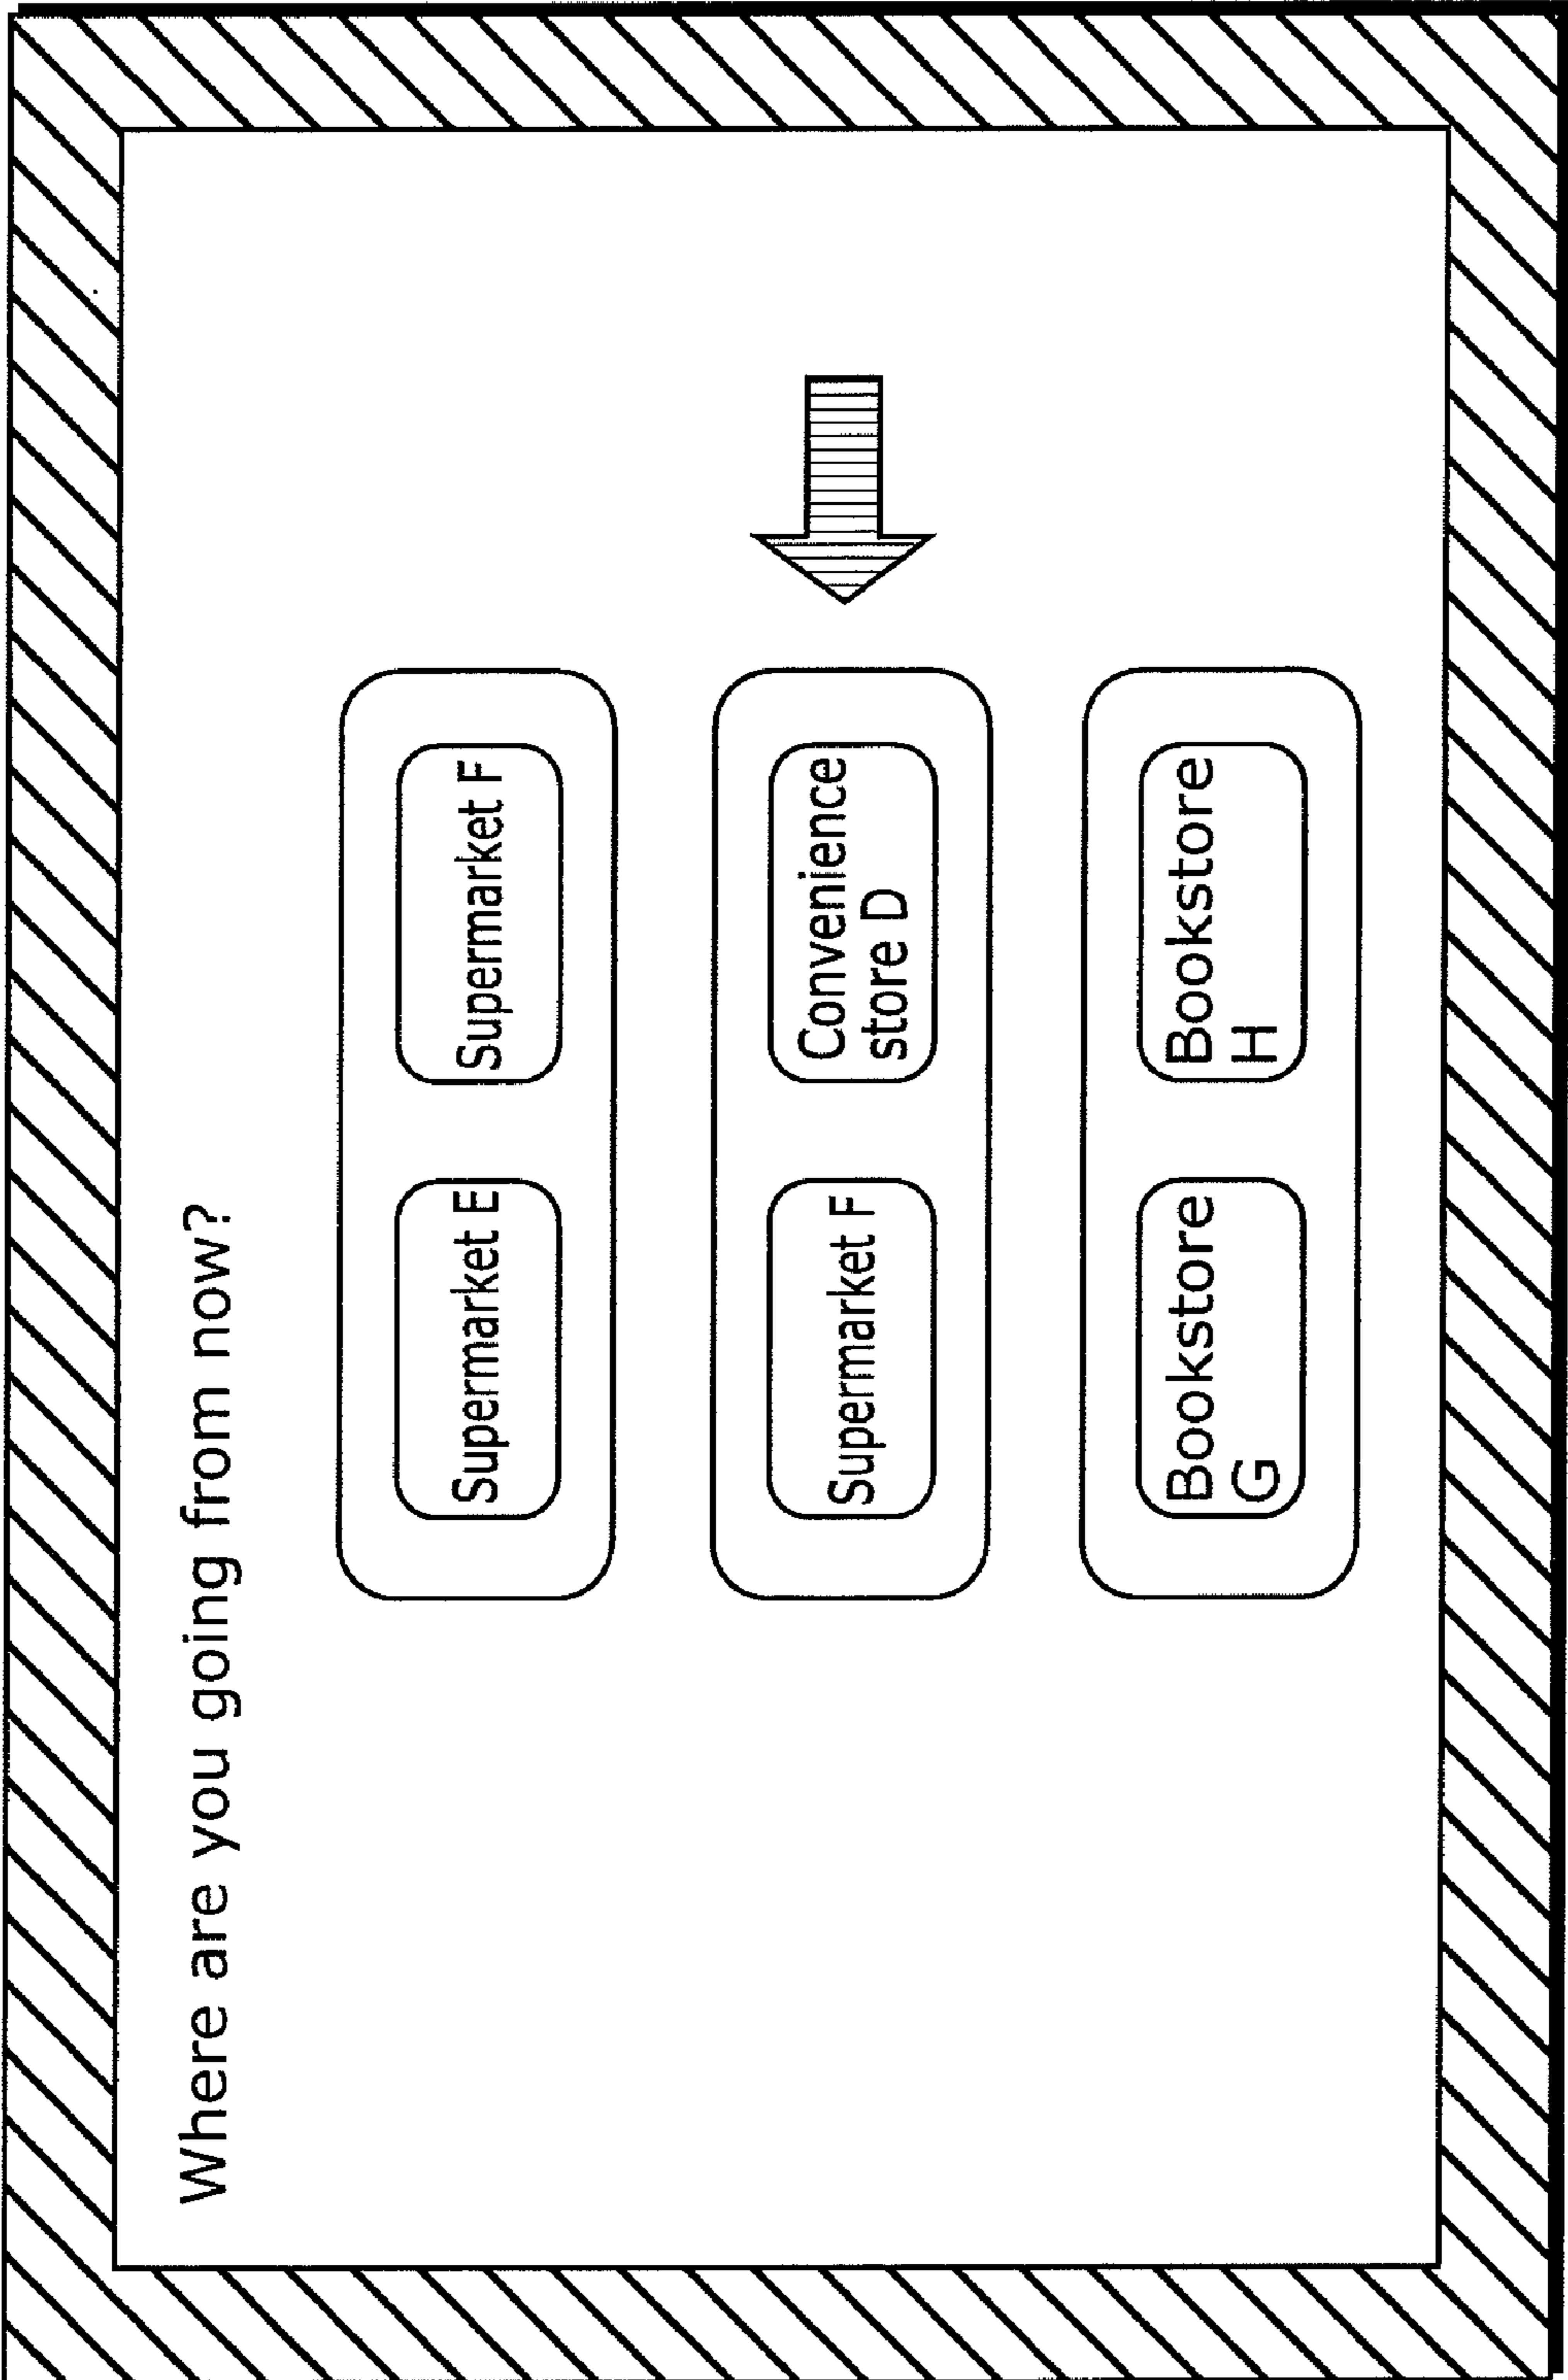 Where are you going from now?
Supermarket E
Supermarket F
Supermarket F
Convenience
store D
Bookstore
G
Bookstore
H